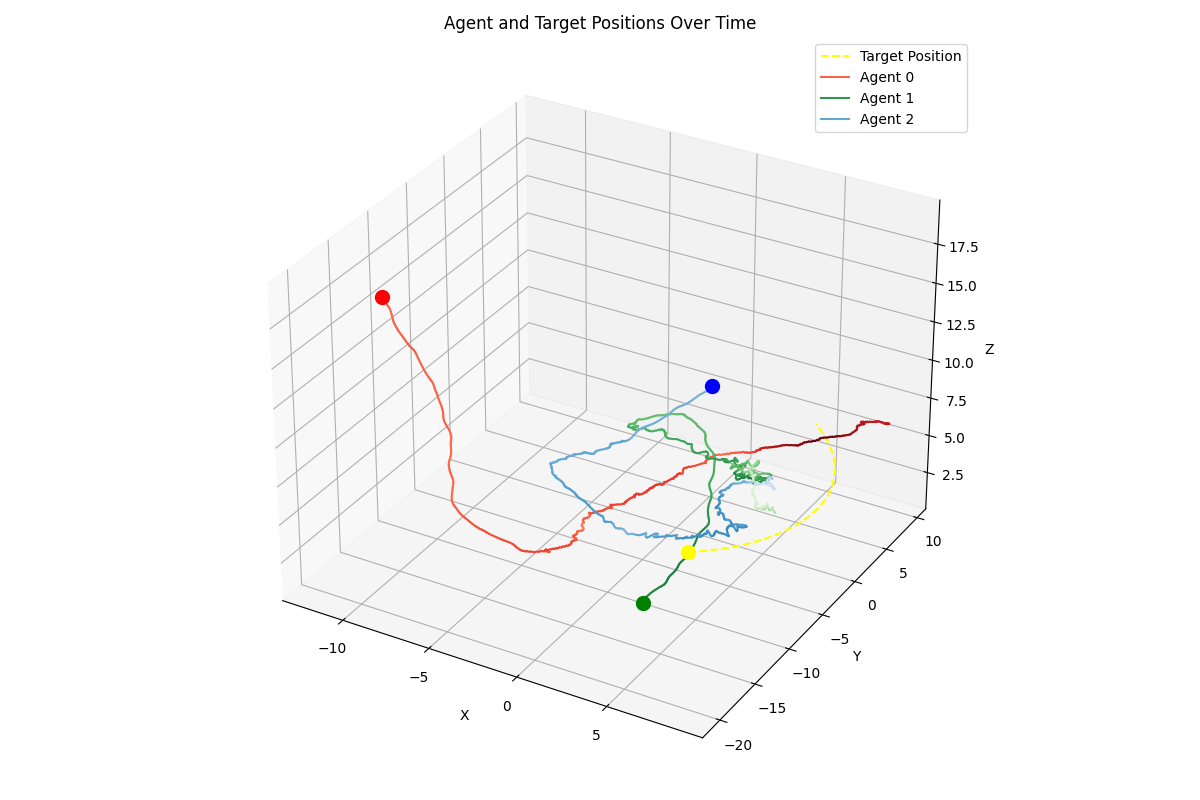 Agent and Target Positions Over Time
Target Position
Agent 0
Agent 1
Agent 2
17.5
15.0
12.5
Z
10.0
7.5
5.0
2.5
10
5
0
−5
Y
−10
−15
−20
−10
−5
0
5
X